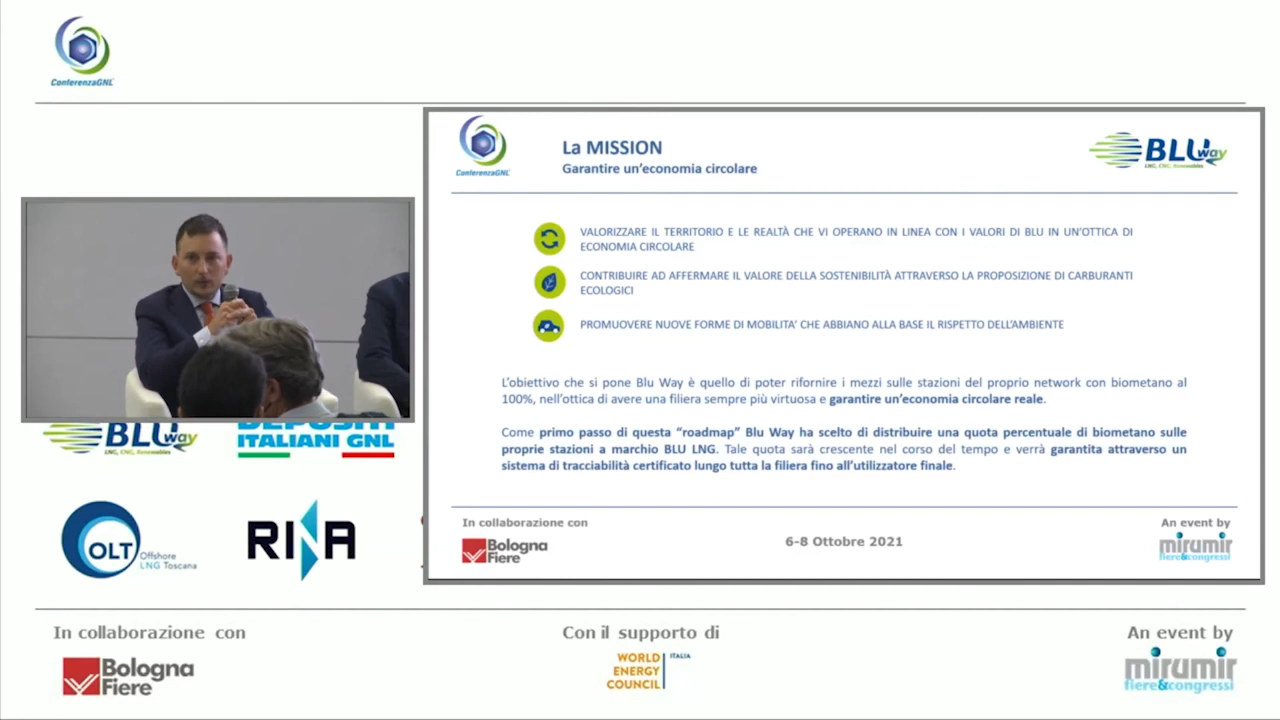 ConferenzaGNL
ConferenzaGNL
La MISSION
Garantire un'economia circolare
BLUway
LNG, CNG, Renewables
VALORIZZARE IL TERRITORIO E LE REALTÀ CHE VI OPERANO IN LINEA CON I VALORI DI BLU IN UN'OTTICA DI
ECONOMIA CIRCOLARE
CONTRIBUIRE AD AFFERMARE IL VALORE DELLA SOSTENIBILITÀ ATTRAVERSO LA PROPOSIZIONE DI CARBURANTI
ECOLOGICI
PROMUOVERE NUOVE FORME DI MOBILITA' CHE ABBIANO ALLA BASE IL RISPETTO DELL'AMBIENTE
L'obiettivo che si pone Blu Way è quello di poter rifornire i mezzi sulle stazioni del proprio network con biometano al
100%, nell'ottica di avere una filiera sempre più virtuosa e garantire un'economia circolare reale.
Come primo passo di questa "roadmap" Blu Way ha scelto di distribuire una quota percentuale di biometano sulle
proprie stazioni a marchio BLU LNG. Tale quota sarà crescente nel corso del tempo e verrà garantita attraverso un
sistema di tracciabilità certificato lungo tutta la filiera fino all'utilizzatore finale.
In collaborazione con
Bologna
Fiere
6-8 Ottobre 2021
An event by
mirumir
fiere&congressi
BLUway
LNG, CNG, Renewables
DEPOSITI
ITALIANI GNL
OLT
Offshore
LNG Toscana
RINA
In collaborazione con
Bologna
Fiere
Con il supporto di
WORLD
ENERGY
COUNCIL
ITALIA
An event by
mirumir
fiere&congressi